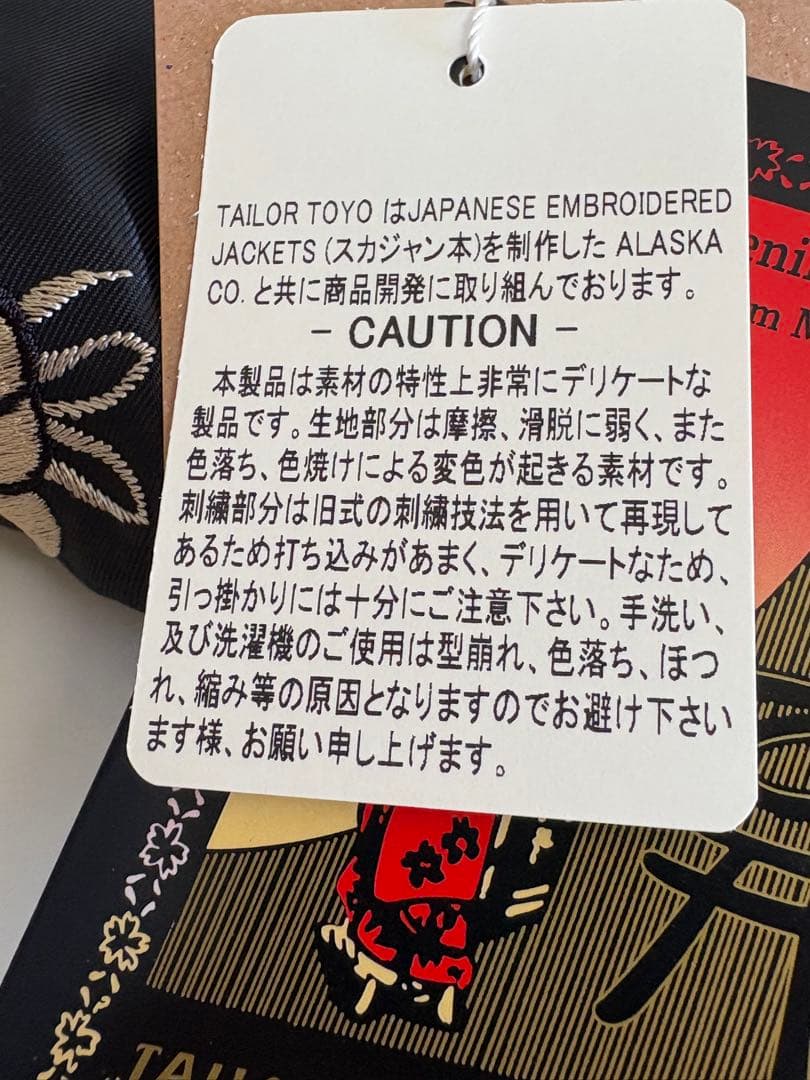 TAILOR TOYO はJAPANESE EMBROIDERED
JACKETS (スカジャン本)を制作した ALASKA
CO. と共に商品開発に取り組んでおります。
− CAUTION −
本製品は素材の特性上非常にデリケートな
製品です。生地部分は摩擦、滑脱に弱く、また
色落ち、色焼けによる変色が起きる素材です。
刺繍部分は旧式の刺繍技法を用いて再現して
あるため打ち込みがあまく、デリケートなため、
引っ掛かりには十分にご注意下さい。手洗い、
及び洗濯機のご使用は型崩れ、色落ち、ほつ
れ、縮み等の原因となりますのでお避け下さい
ます様、お願い申し上げます。